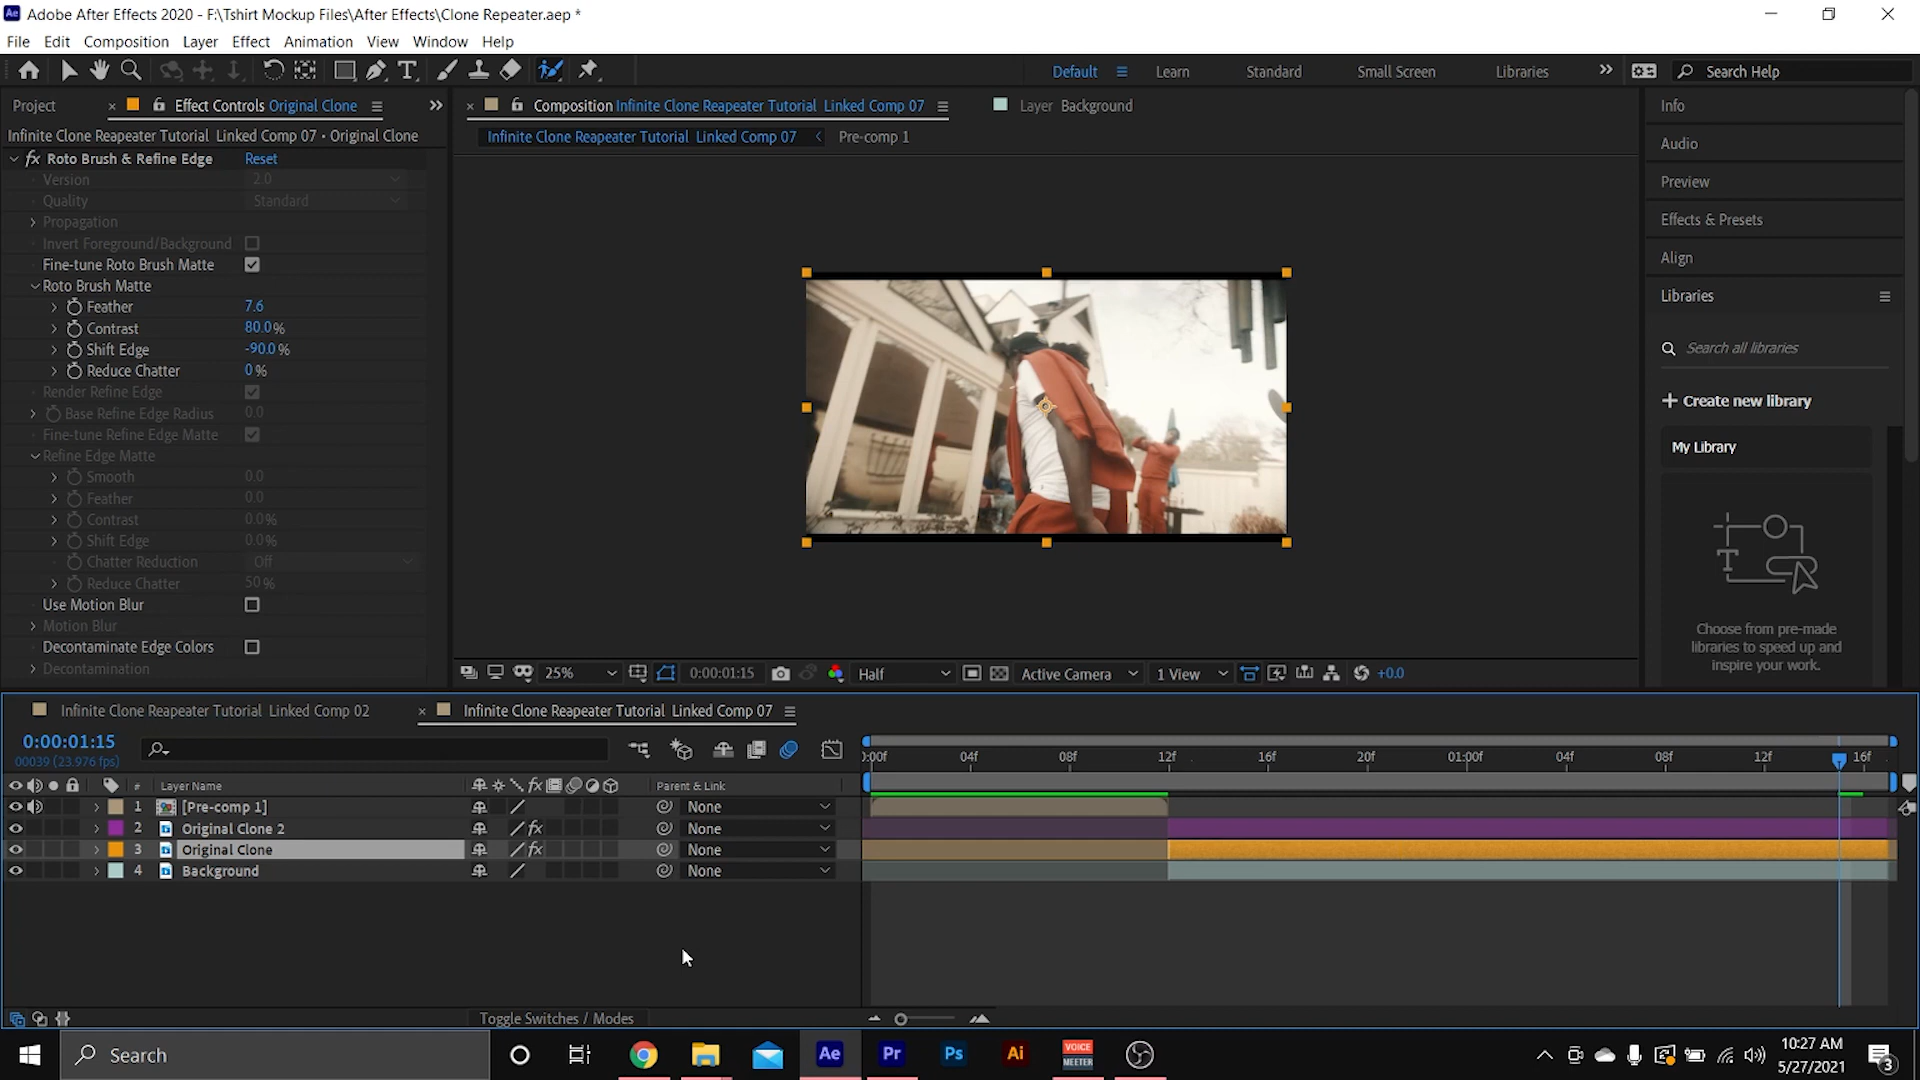 Ae Adobe After Effects 2020 - F:\Tshirt Mockup Files\After Effects\Clone Repeater.aep *
File Edit Composition Layer Effect Animation View Window Help
Default Learn Standard Small Screen Libraries Search Help
Project Effect Controls Original Clone
Infinite Clone Reapeater Tutorial Linked Comp 07 • Original Clone
fx Roto Brush & Refine Edge Reset
Version 2.0
Quality Standard
Propagation
Invert Foreground/Background
Fine-tune Roto Brush Matte
Roto Brush Matte
Feather 7.6
Contrast 80.0%
Shift Edge -90.0%
Reduce Chatter 0%
Render Refine Edge
Base Refine Edge Radius 0.0
Fine-tune Refine Edge Matte
Refine Edge Matte
Smooth 0.0
Feather 0.0
Contrast 0.0%
Shift Edge 0.0%
Chatter Reduction Off
Reduce Chatter 50%
Use Motion Blur
Motion Blur
Decontaminate Edge Colors
Decontamination
Composition Infinite Clone Reapeater Tutorial Linked Comp 07 Layer Background
Infinite Clone Reapeater Tutorial Linked Comp 07 Pre-comp 1
25% 0:00:01:15 Half Active Camera 1 View +0.0
Info
Audio
Preview
Effects & Presets
Align
Libraries
Search all libraries
+ Create new library
My Library
Choose from pre-made
libraries to speed up and
inspire your work.
Infinite Clone Reapeater Tutorial Linked Comp 02 Infinite Clone Reapeater Tutorial Linked Comp 07
0:00:01:15
00039 (23.976 fps)
):00f 04f 08f 12f 16f 20f 01:00f 04f 08f 12f 16f
# Layer Name fx Parent & Link
1 [Pre-comp 1] None
2 Original Clone 2 fx None
3 Original Clone fx None
4 Background None
Toggle Switches / Modes
Search Ae Pr Ps Ai VOICE MEETER
10:27 AM
5/27/2021
3